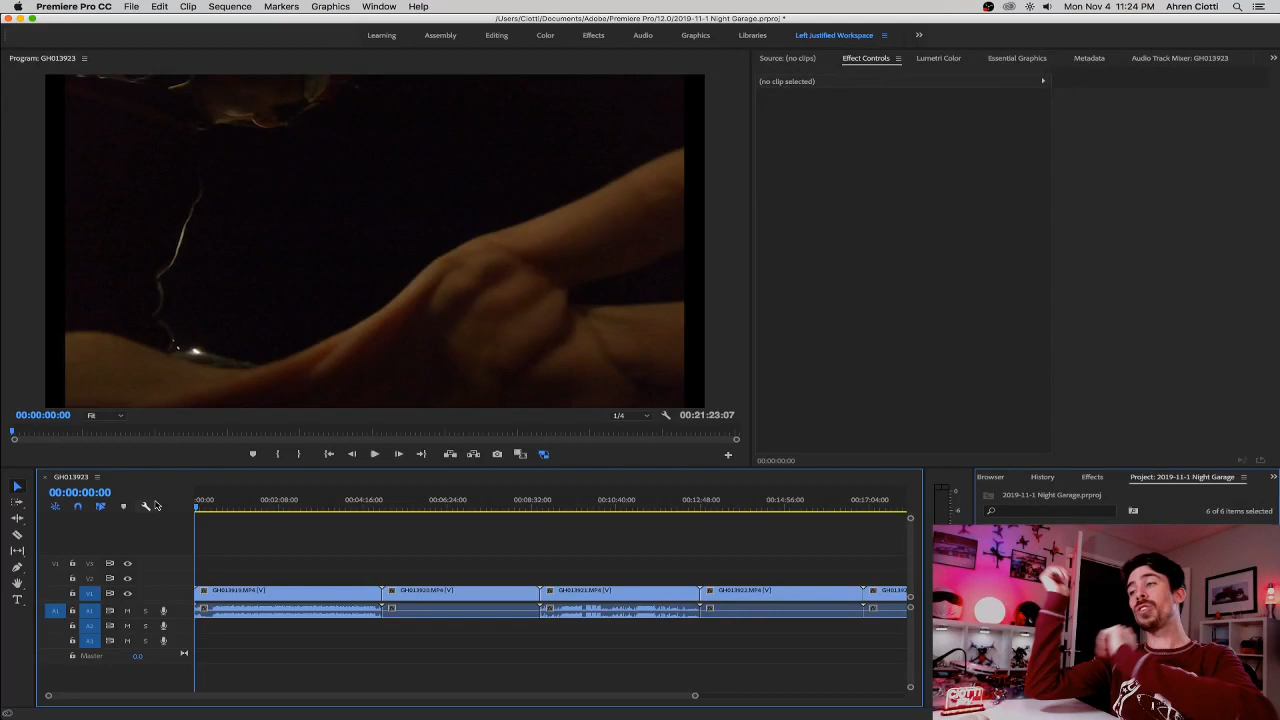 Premiere Pro CC File Edit Clip Sequence Markers Graphics Window Help Mon Nov 4 11:24 PM Ahren Ciotti
/Users/Ciotti/Documents/Adobe/Premiere Pro/12.0/2019-11-1 Night Garage.prproj *
Learning Assembly Editing Color Effects Audio Graphics Libraries Left Justified Workspace
Program: GH013923 Source: (no clips) Effect Controls Lumetri Color Essential Graphics Metadata Audio Track Mixer: GH013923
(no clip selected)
00:00:00:00 Fit 1/4 00:21:23:07
00:00:00:00
GH013923 Browser History Effects Project: 2019-11-1 Night Garage
00:00:00:00 :00:00 00:02:08:00 00:04:16:00 00:06:24:00 00:08:32:00 00:10:40:00 00:12:48:00 00:14:56:00 00:17:04:00 0 2019-11-1 Night Garage.prproj
-6 6 of 6 items selected
V1 V3
V2
V1 GH013919.MP4 [V] GH013920.MP4 [V] GH013921.MP4 [V] GH013922.MP4 [V] GH01392
A1 A1 M S
A2 M S
A3 M S
Master 0.0
T
CIOTTI